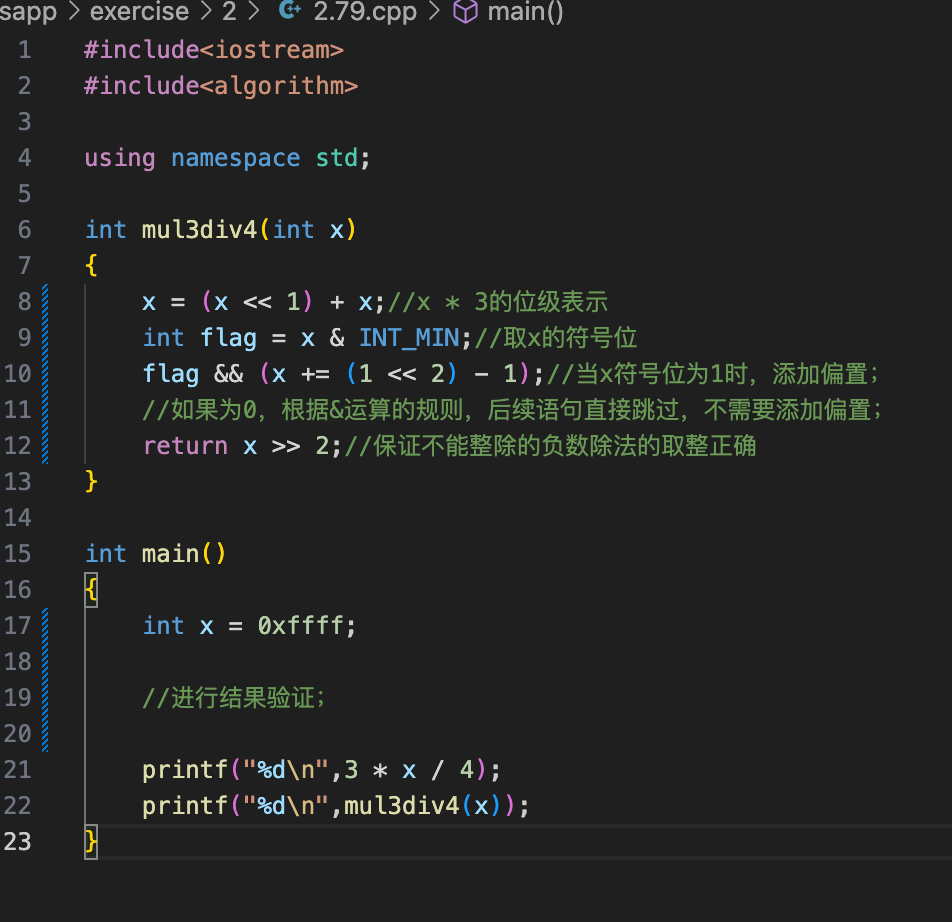 sapp > exercise > 2 > C++ 2.79.cpp > main()
1 #include<iostream>
2 #include<algorithm>
3
4 using namespace std;
5
6 int mul3div4(int x)
7 {
8     x = (x << 1) + x;//x * 3的位级表示
9     int flag = x & INT_MIN;//取x的符号位
10     flag && (x += (1 << 2) - 1);//当x符号位为1时，添加偏置；
11     //如果为0，根据&运算的规则，后续语句直接跳过，不需要添加偏置；
12     return x >> 2;//保证不能整除的负数除法的取整正确
13 }
14
15 int main()
16 {
17     int x = 0xffff;
18
19     //进行结果验证；
20
21     printf("%d\n",3 * x / 4);
22     printf("%d\n",mul3div4(x));
23 }